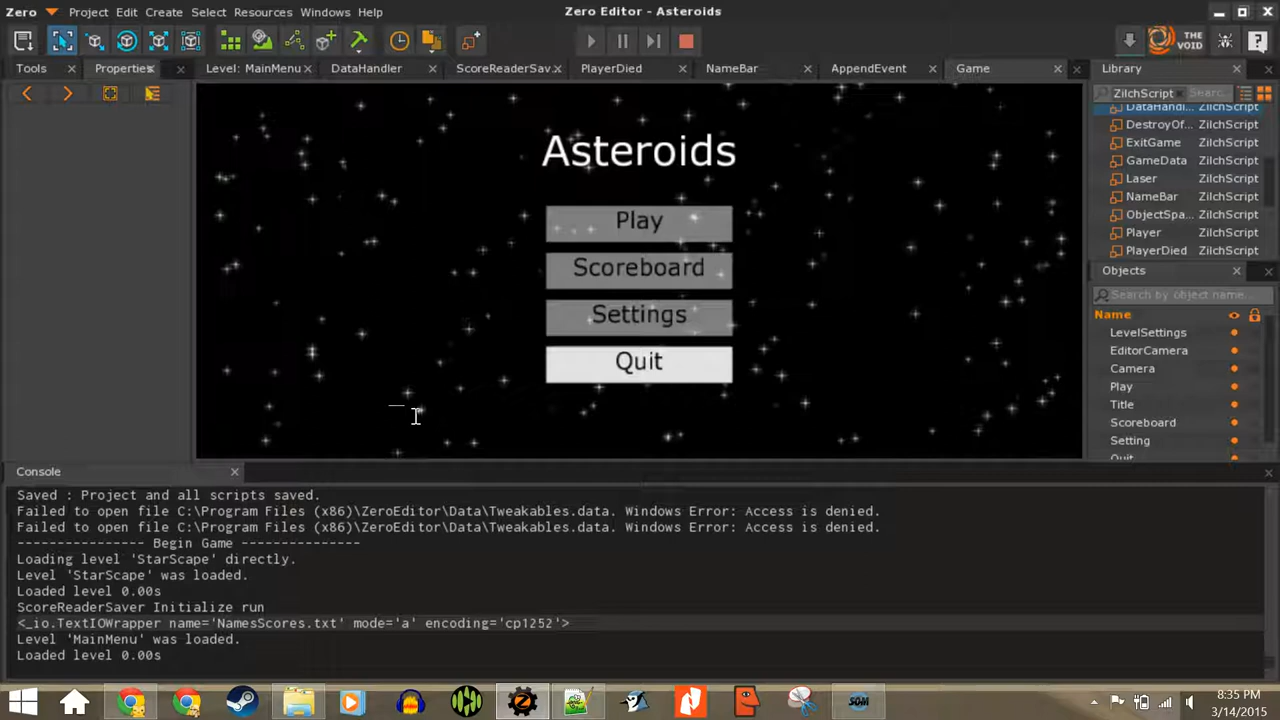 Zero Project Edit Create Select Resources Windows Help Zero Editor - Asteroids
THE VOID
Tools Properties Level: MainMenu DataHandler ScoreReaderSav. PlayerDied NameBar AppendEvent Game Library
ZilchScript Searc
DataHandl... ZilchScript
DestroyOf... ZilchScript
ExitGame ZilchScript
GameData ZilchScript
Laser ZilchScript
NameBar ZilchScript
ObjectSpa... ZilchScript
Player ZilchScript
PlayerDied ZilchScript
Asteroids
Play
Scoreboard
Settings
Quit
Objects
Search by object name...
Name
LevelSettings
EditorCamera
Camera
Play
Title
Scoreboard
Setting
Quit
Console
Saved : Project and all scripts saved.
Failed to open file C:\Program Files (x86)\ZeroEditor\Data\Tweakables.data. Windows Error: Access is denied.
Failed to open file C:\Program Files (x86)\ZeroEditor\Data\Tweakables.data. Windows Error: Access is denied.
---------------- Begin Game ---------------
Loading level 'StarScape' directly.
Level 'StarScape' was loaded.
Loaded level 0.00s
ScoreReaderSaver Initialize run
<_io.TextIOWrapper name='NamesScores.txt' mode='a' encoding='cp1252'>
Level 'MainMenu' was loaded.
Loaded level 0.00s
SOM
8:35 PM
3/14/2015